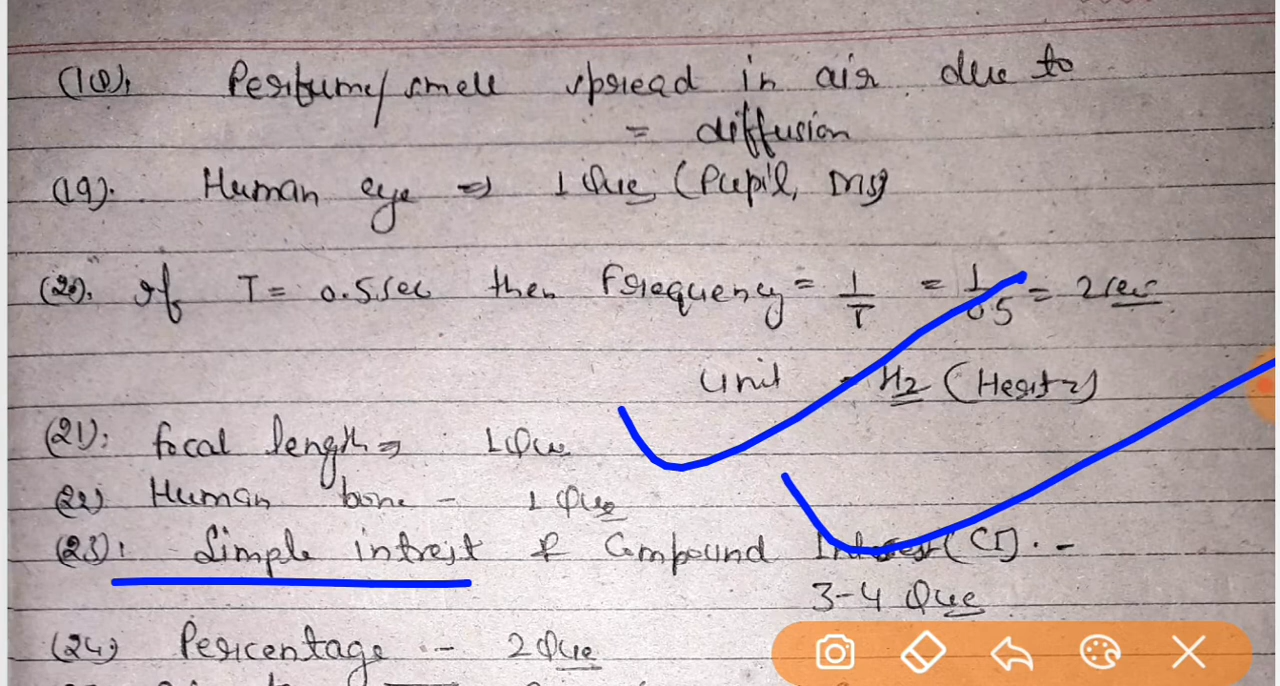 (18). Perfume/smell spread in air due to
= diffusion
(19). Human eye ⇒ 1 Que (Pupil,
(20). If T = 0.5 sec then Frequency = 1/T = 1/0.5 = 2 sec
Unit - Hz (Hertz)
(21): focal length ⇒ 1 Que
(22) Human bone - 1 Que
(23): Simple intrest & Compound Interest (CI). -
3-4 Que
(24) Percentage - 2 Que